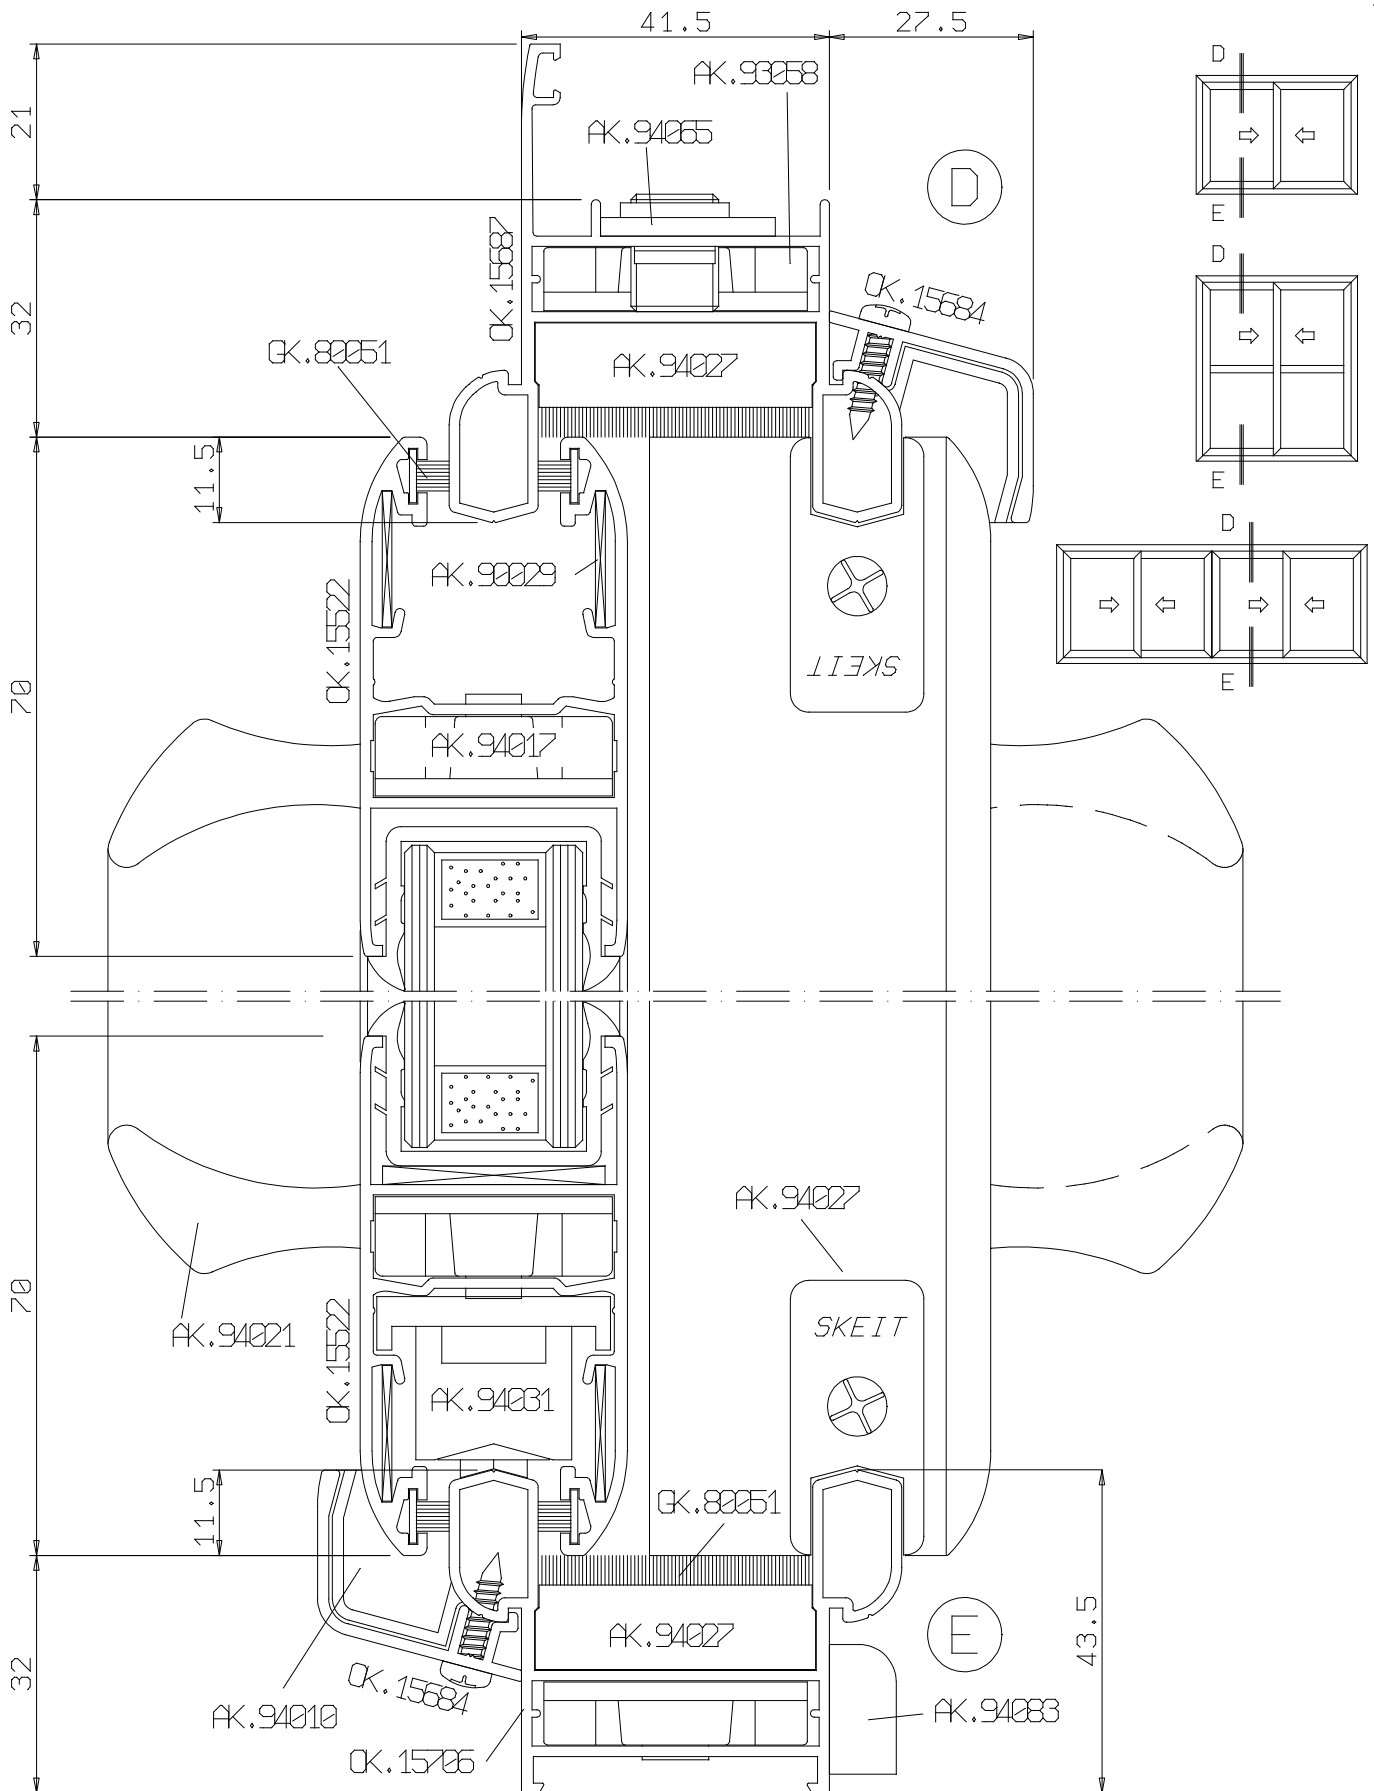 41.5
27.5
AK.93058
D
21
AK.94065
D
E
OK.15687
D
OK.15684
32
GK.80051
AK.94027
11.5
E
D
AK.90029
OK.15522
SKEIT
E
70
AK.94017
AK.94027
70
SKEIT
AK.94021
OK.15522
AK.94031
11.5
GK.80051
43.5
AK.94027
E
32
OK.15684
AK.94010
AK.94083
OK.15706